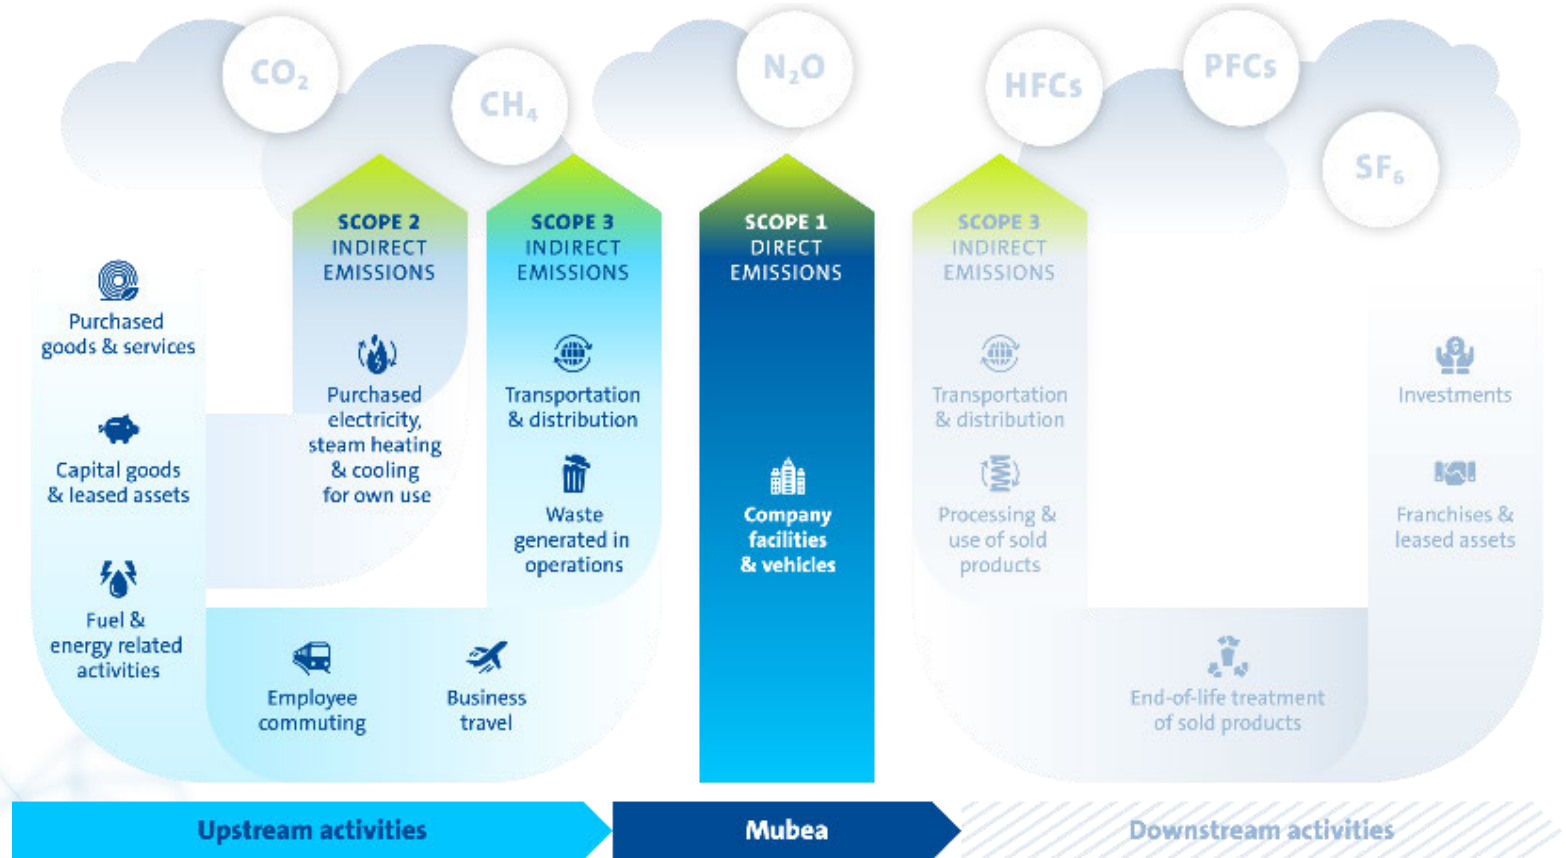 CO₂
CH₄
N₂O
HFCs
PFCs
SF₆
Purchased
goods & services
Capital goods
& leased assets
Fuel &
energy related
activities
SCOPE 2
INDIRECT
EMISSIONS
Purchased
electricity,
steam heating
& cooling
for own use
SCOPE 3
INDIRECT
EMISSIONS
Transportation
& distribution
Waste
generated in
operations
Employee
commuting
Business
travel
SCOPE 1
DIRECT
EMISSIONS
Company
facilities
& vehicles
SCOPE 3
INDIRECT
EMISSIONS
Transportation
& distribution
Processing &
use of sold
products
End-of-life treatment
of sold products
Investments
Franchises &
leased assets
Upstream activities
Mubea
Downstream activities